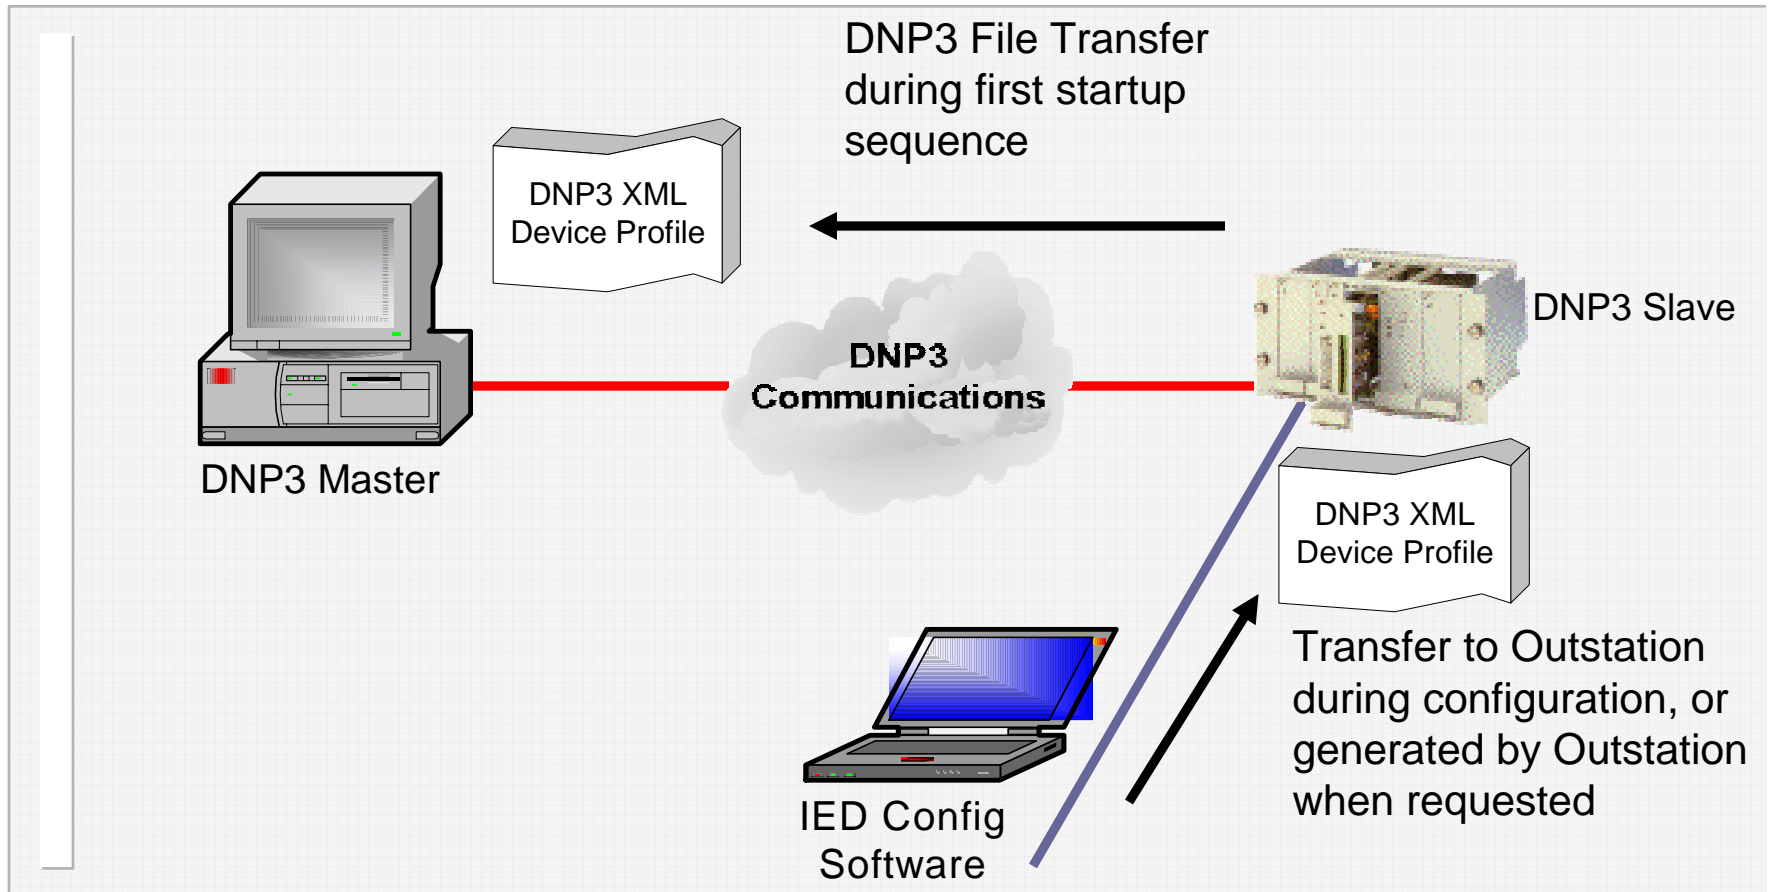 DNP3 File Transfer
during first startup
sequence
DNP3 XML
Device Profile
DNP3 Slave
DNP3
Communications
DNP3 Master
DNP3 XML
Device Profile
Transfer to Outstation
during configuration, or
generated by Outstation
when requested
IED Config
Software